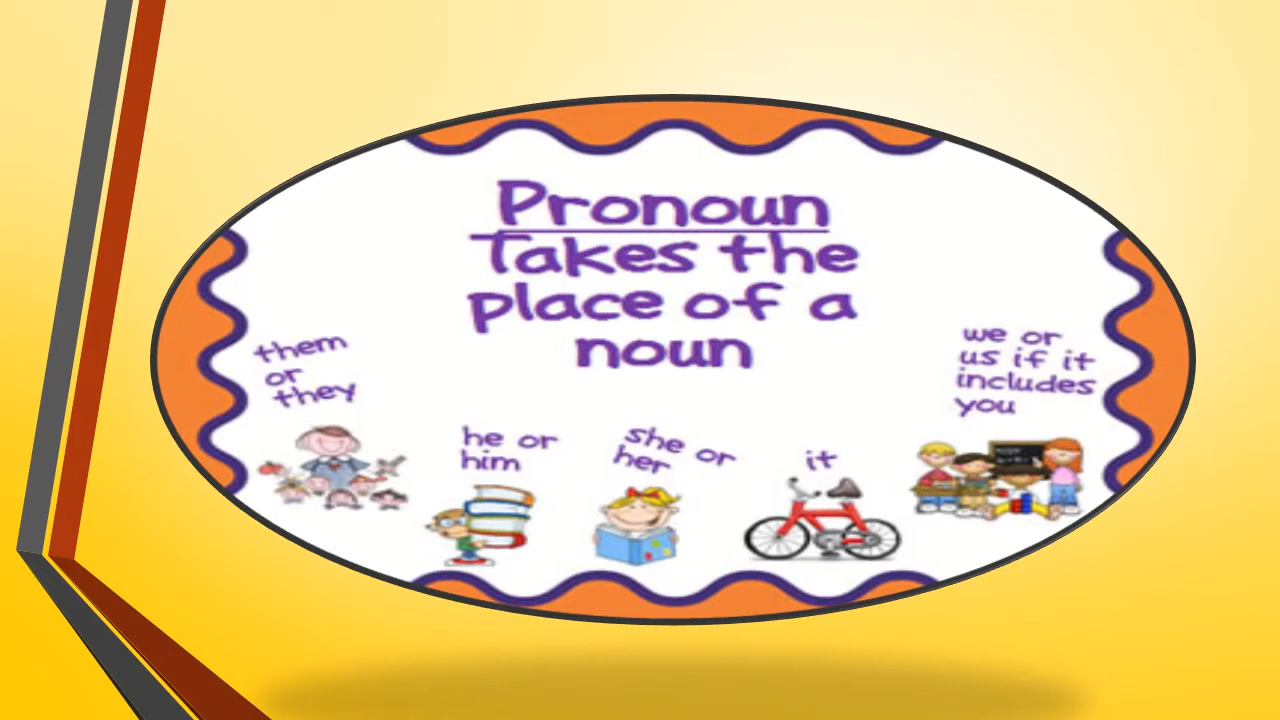 Pronoun
Takes the
place of a
noun
them
or
they
he or
him
she or
her
it
we or
us if it
includes
you